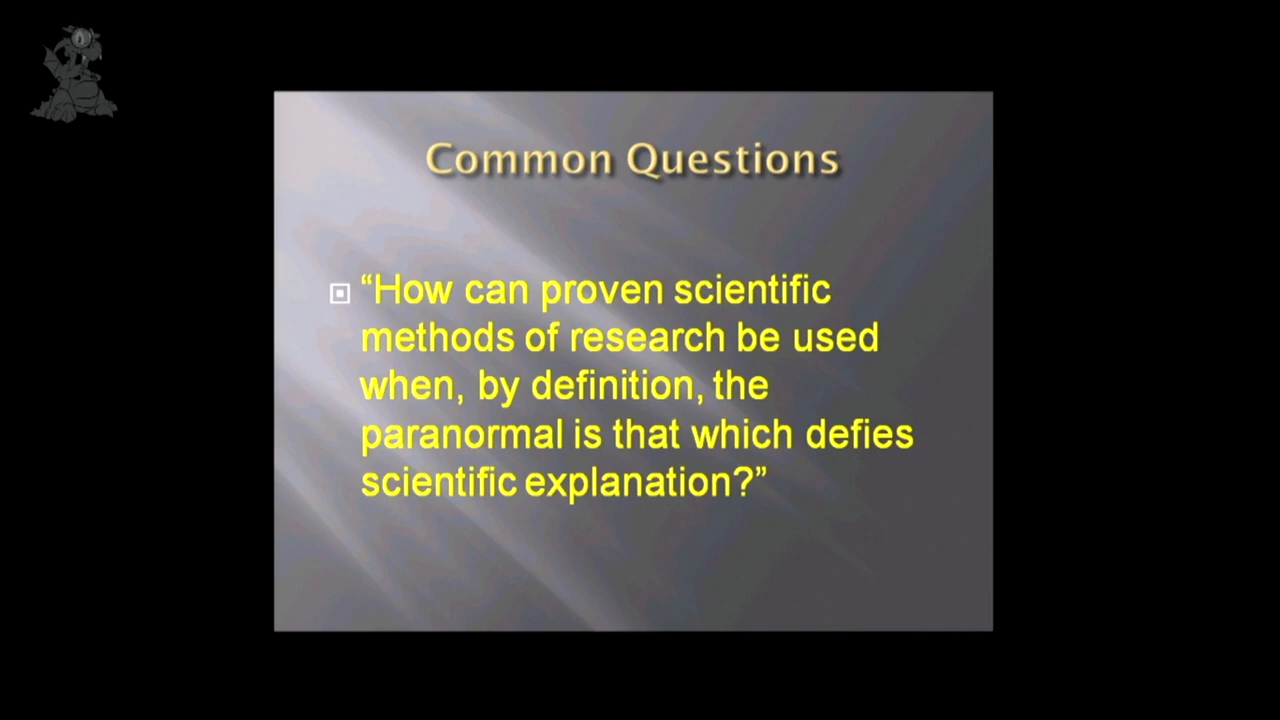 Common Questions
“How can proven scientific
methods of research be used
when, by definition, the
paranormal is that which defies
scientific explanation?”